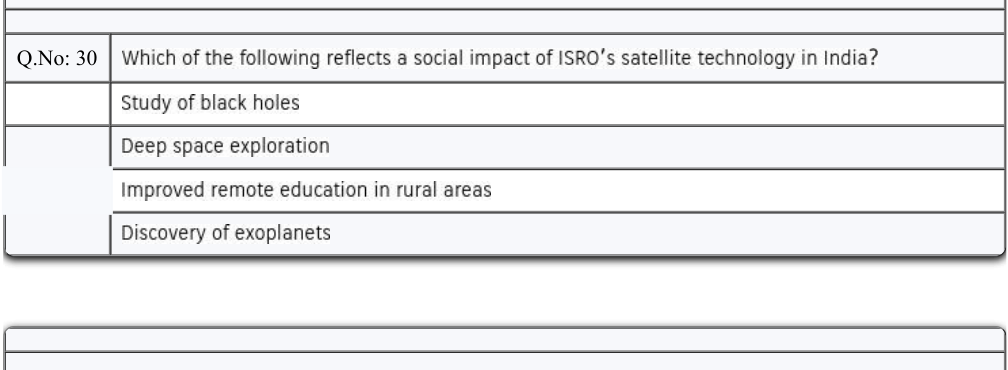 Q.No: 30 Which of the following reflects a social impact of ISRO's satellite technology in India?
Study of black holes
Deep space exploration
Improved remote education in rural areas
Discovery of exoplanets